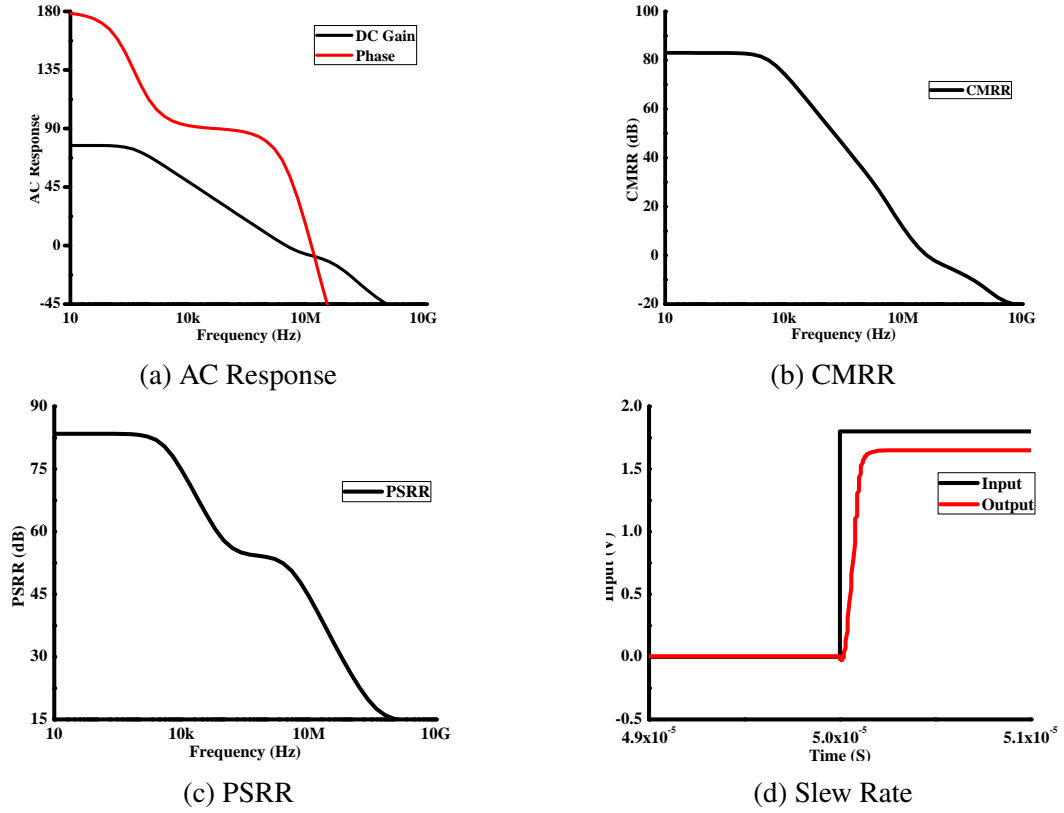 180
135
90
45
0
-45
AC Response
DC Gain
Phase
10
10k
10M
10G
Frequency (Hz)
(a) AC Response
100
80
60
40
20
0
-20
CMRR (dB)
CMRR
10
10k
10M
10G
Frequency (Hz)
(b) CMRR
90
75
60
45
30
15
PSRR (dB)
PSRR
10
10k
10M
10G
Frequency (Hz)
(c) PSRR
2.0
1.5
1.0
0.5
0.0
-0.5
Input (V)
Input
Output
4.9x10⁻⁵
5.0x10⁻⁵
5.1x10⁻⁵
Time (S)
(d) Slew Rate